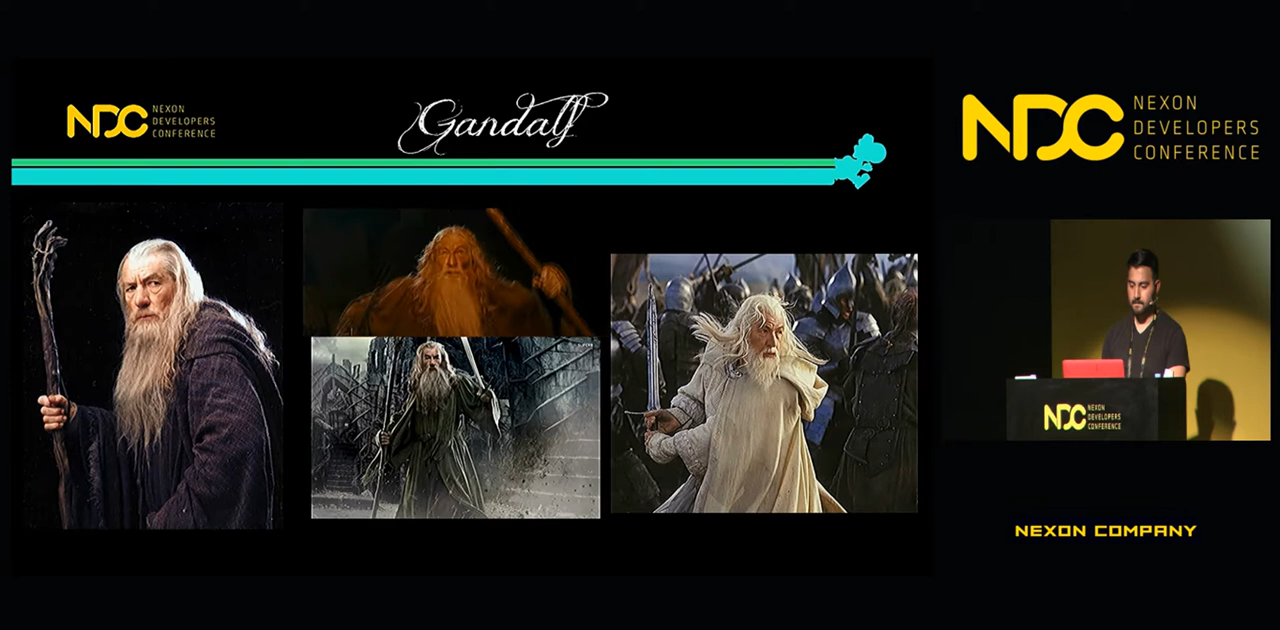 NDC
NEXON
DEVELOPERS
CONFERENCE
Gandalf
NDC
NEXON
DEVELOPERS
CONFERENCE
NDC
NEXON
DEVELOPERS
CONFERENCE
NEXON COMPANY